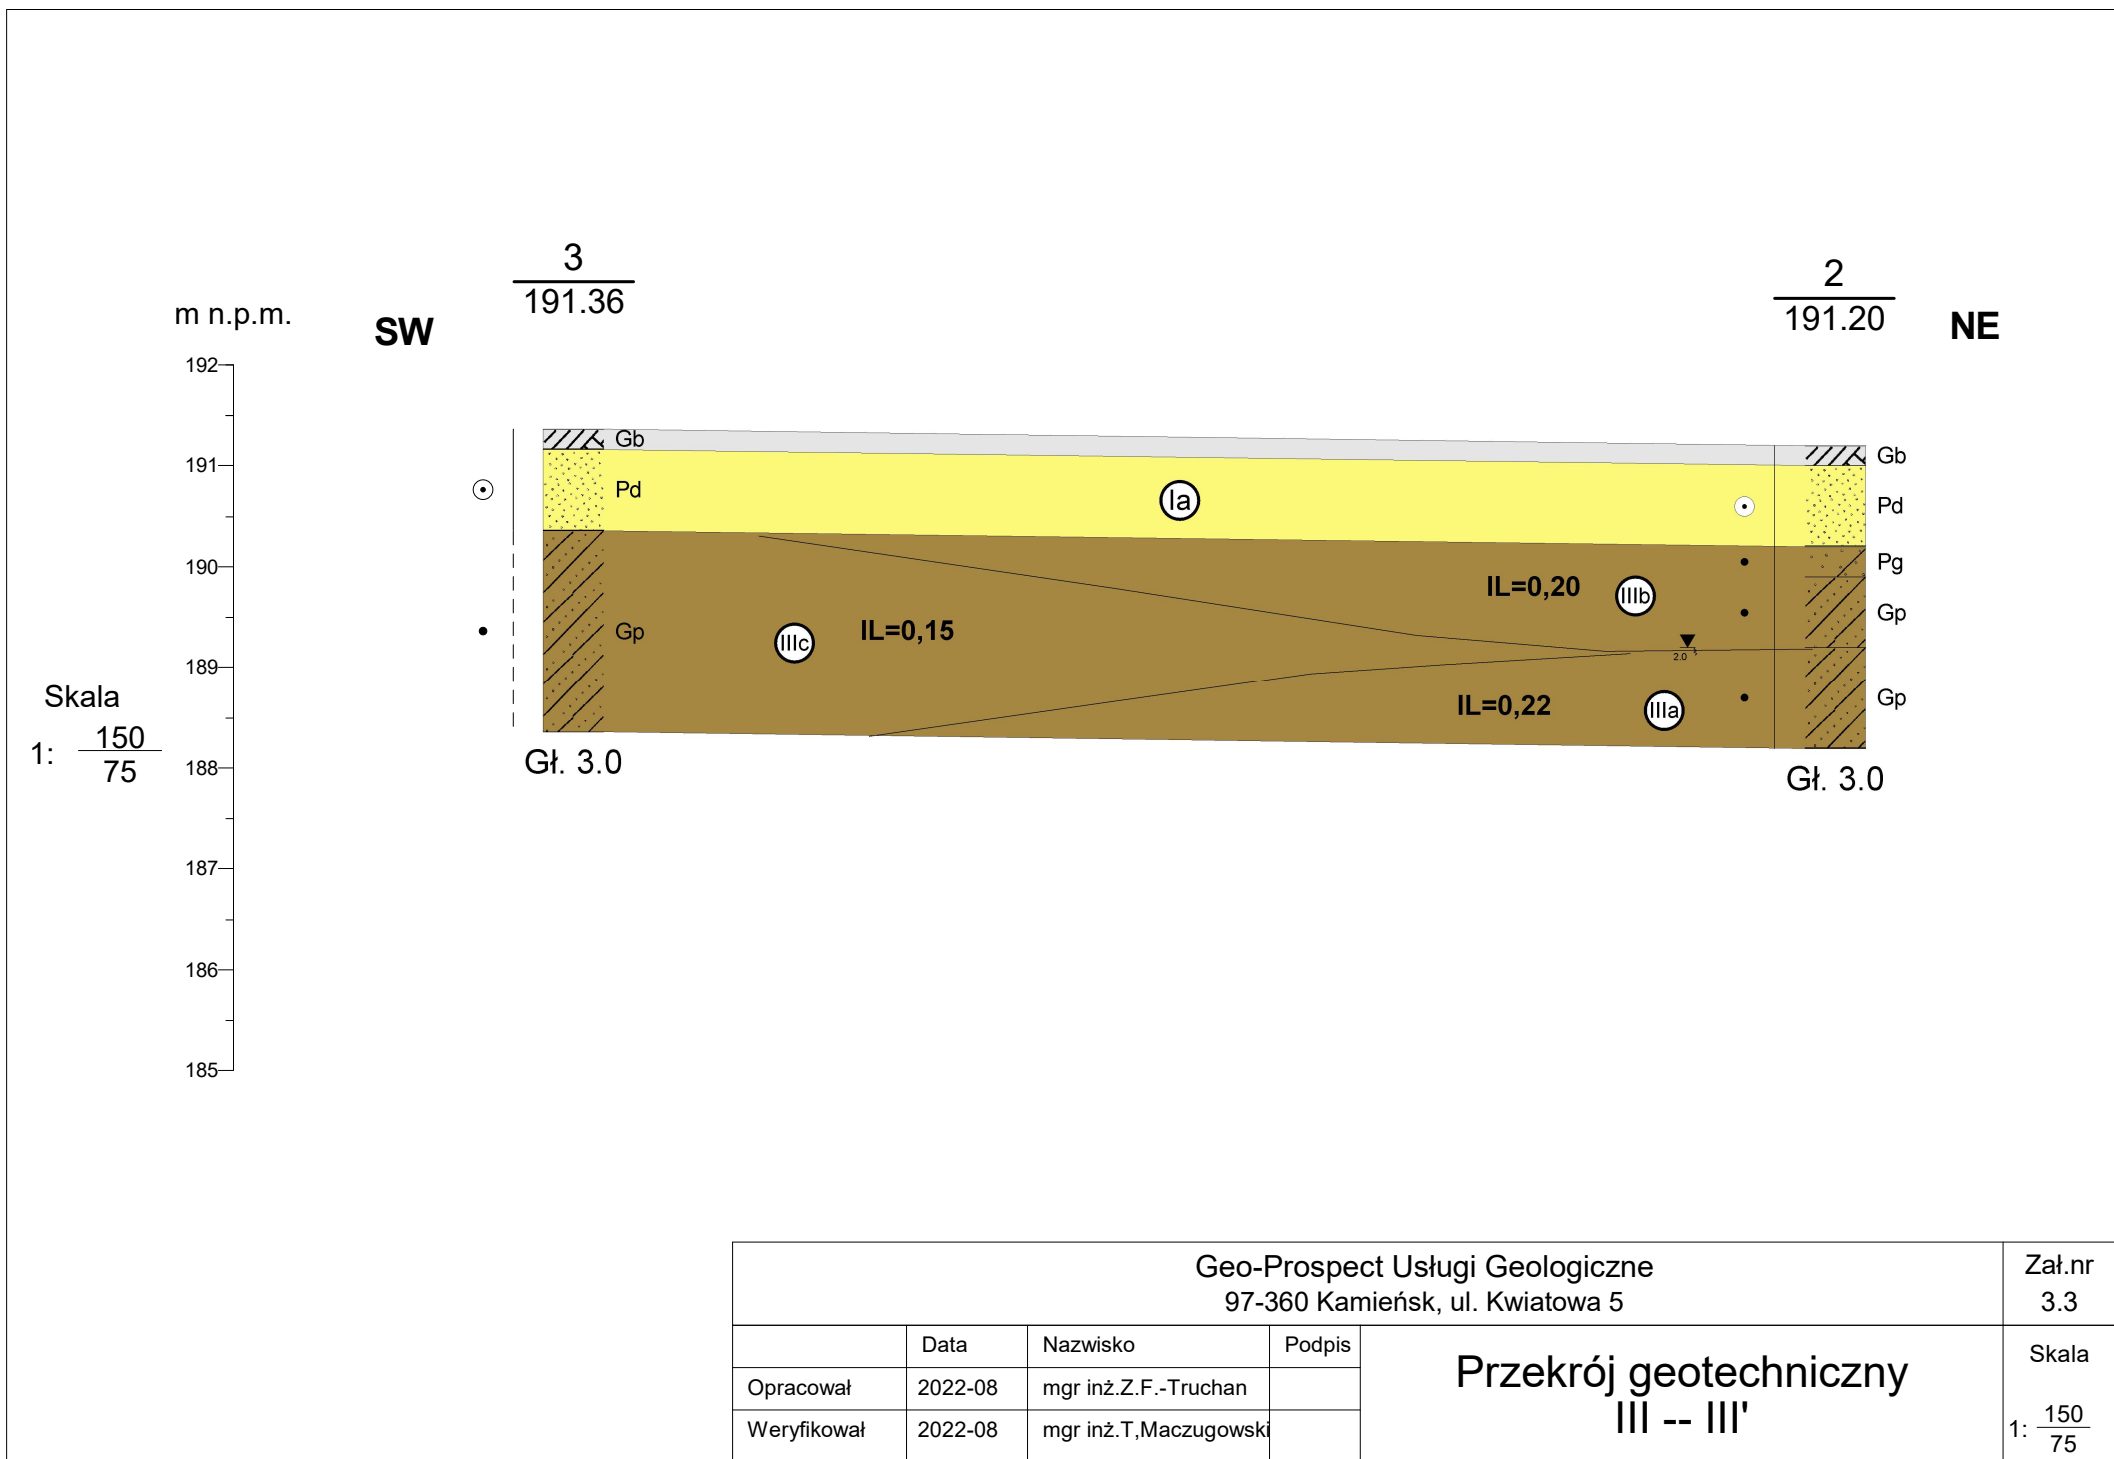 3
191.36
2
191.20
m n.p.m.
SW
NE
192
191
190
189
188
187
186
185
Skala
1: 150
75
Gb
Pd
Gp
Ia
IIIc
IL=0,15
IL=0,20
IIIb
2.0
IL=0,22
IIIa
Gb
Pd
Pg
Gp
Gp
Gł. 3.0
Gł. 3.0
Geo-Prospect Usługi Geologiczne
97-360 Kamieńsk, ul. Kwiatowa 5
Zał.nr
3.3
Data
Nazwisko
Podpis
Opracował
2022-08
mgr inż.Z.F.-Truchan
Weryfikował
2022-08
mgr inż.T,Maczugowski
Przekrój geotechniczny
III -- III'
Skala
1: 150
75